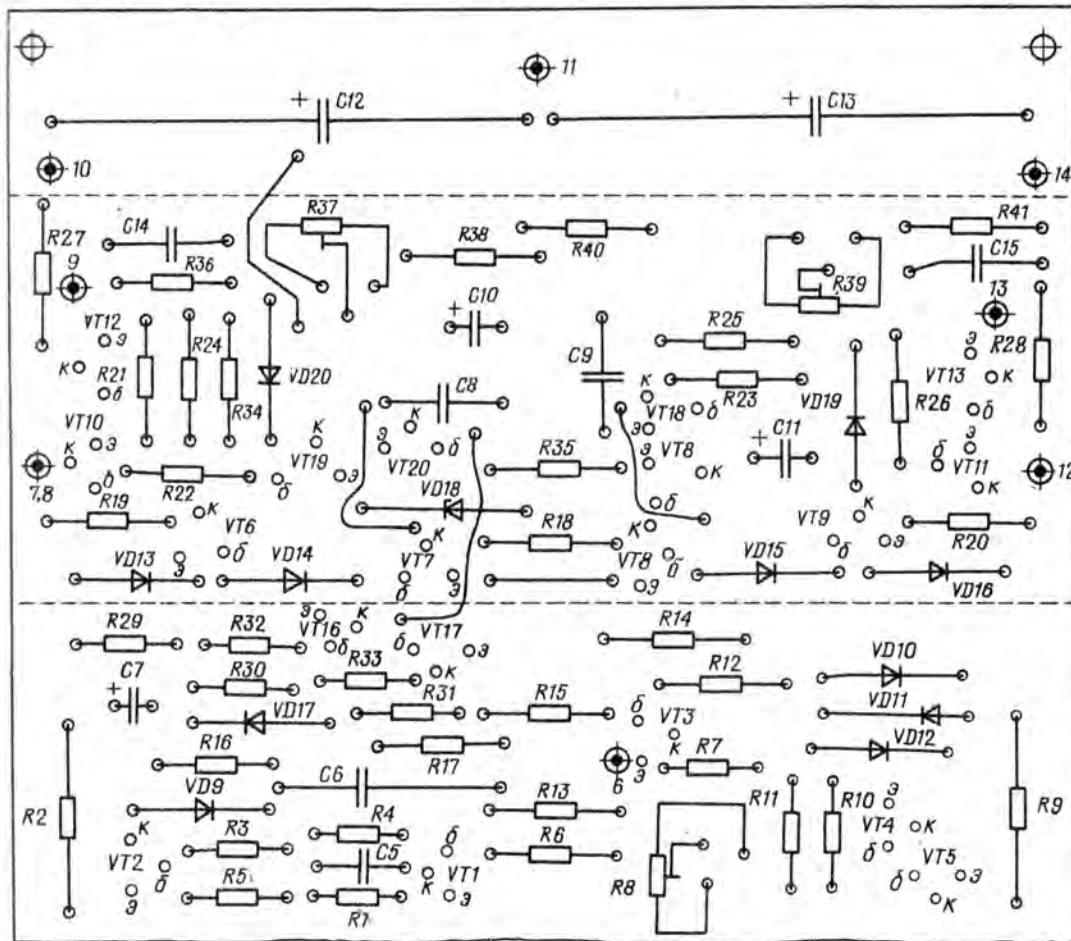 11
+ C12
+ C13
10
14
R27
C14
R37
R38
R40
R41
C15
9
R36
R39
13
VT12 э
C10
+
R25
C9
R28
э
к
R21
R24
VD20
C8
к
R23
VD19
R26
VT13
к
б
R34
к
VT18
б
б
VT10
э
к
э
э
C11
+
б
э
к
VT19
VT20
б
R35
VT8
VT11
7,8
R22
э
к
12
б
б
VD18
к
R19
к
б
VT9
к
VT6
R18
к
R20
б
к
VT7
б
б
э
э
VT8
VD13
VD14
б
э
э
VD15
VD16
R29
R32
э
к
VT16
б
б
VT17
э
R14
R33
к
R12
VD10
C7
+
R30
R31
R15
VD11
VD17
б
VT3
VD12
R16
R17
к
R7
C6
6
э
VD9
R13
R11
R10
э
R2
R9
к
R3
R4
б
R6
VT4
к
VT2
C5
б
VT5
б
R5
VT1
R8
б
э
э
R1
к
э
к